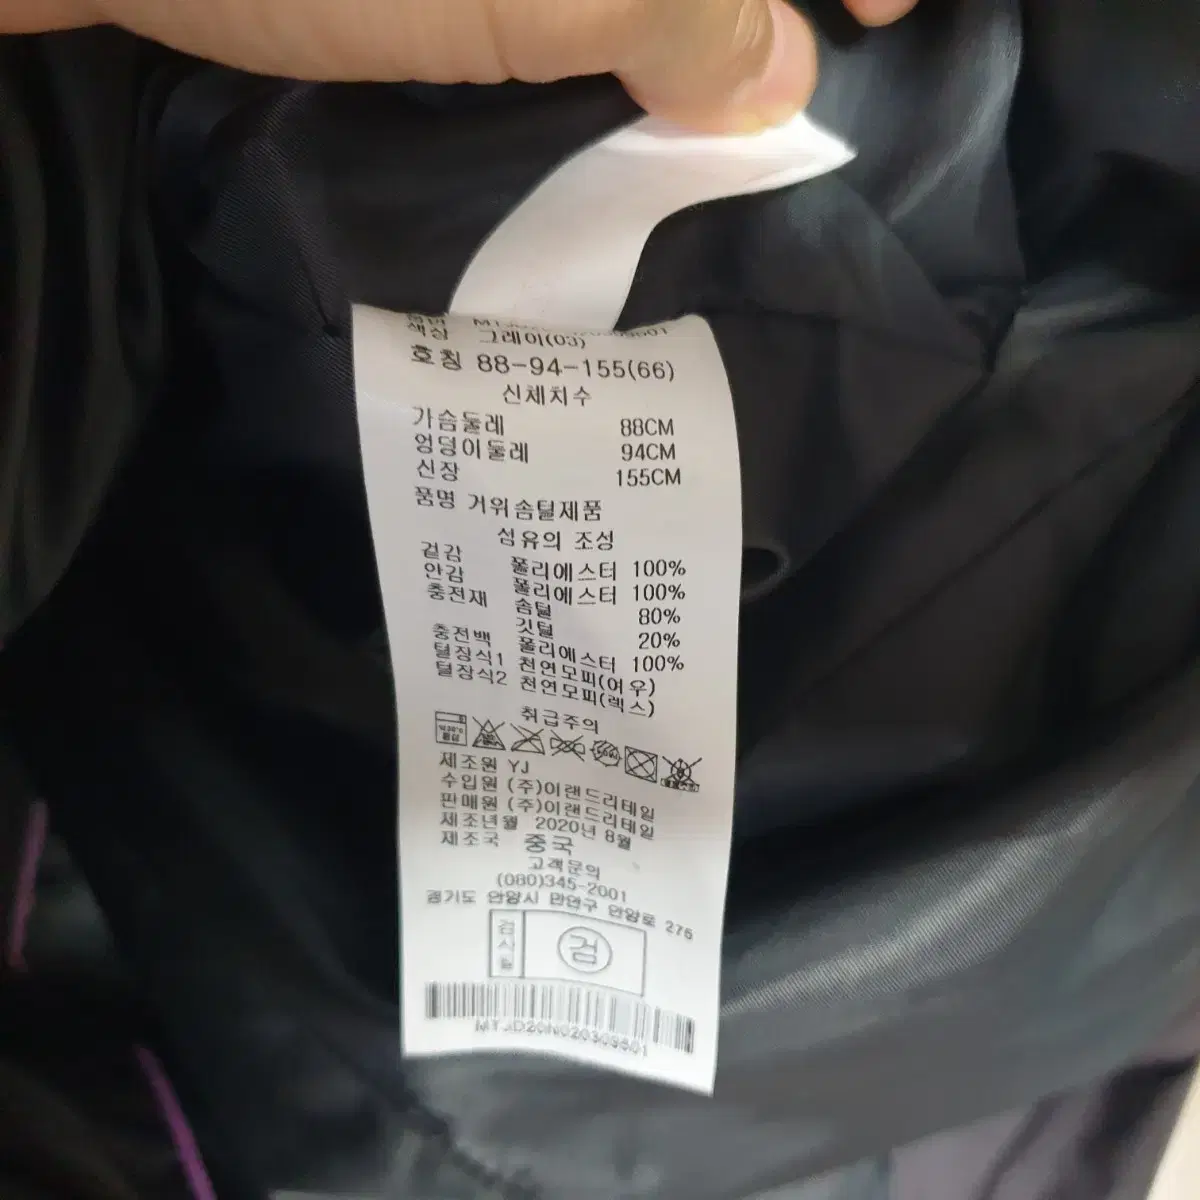 색상 그레이(03)
호칭 88-94-155(66)
신체치수
가슴둘레 88CM
엉덩이둘레 94CM
신장 155CM
품명 거위솜털제품
섬유의 조성
겉감 폴리에스터 100%
안감 폴리에스터 100%
충전재 솜털 80%
깃털 20%
충전백 폴리에스터 100%
털장식1 천연모피(여우)
털장식2 천연모피(렉스)
취급주의
제조원 YJ
수입원 (주)이랜드리테일
판매원 (주)이랜드리테일
제조년월 2020년 8월
제조국 중국
고객문의
(080)345-2001
경기도 안양시 만안구 안양로 276
검사필
검
MTJD20N020309501